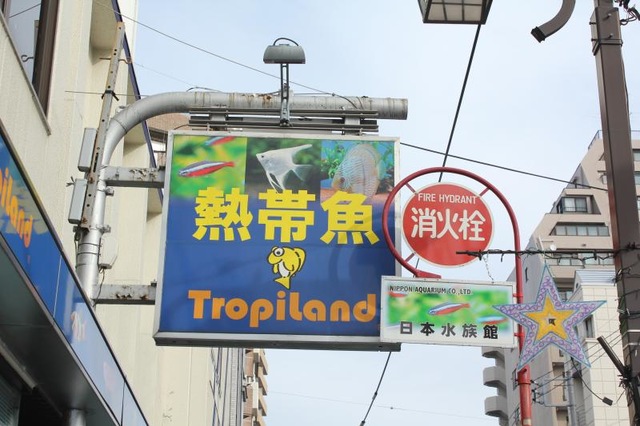 熱帯魚
TropiLand
FIRE HYDRANT
消火栓
NIPPON AQUARIUM CO.,LTD
日本水族館